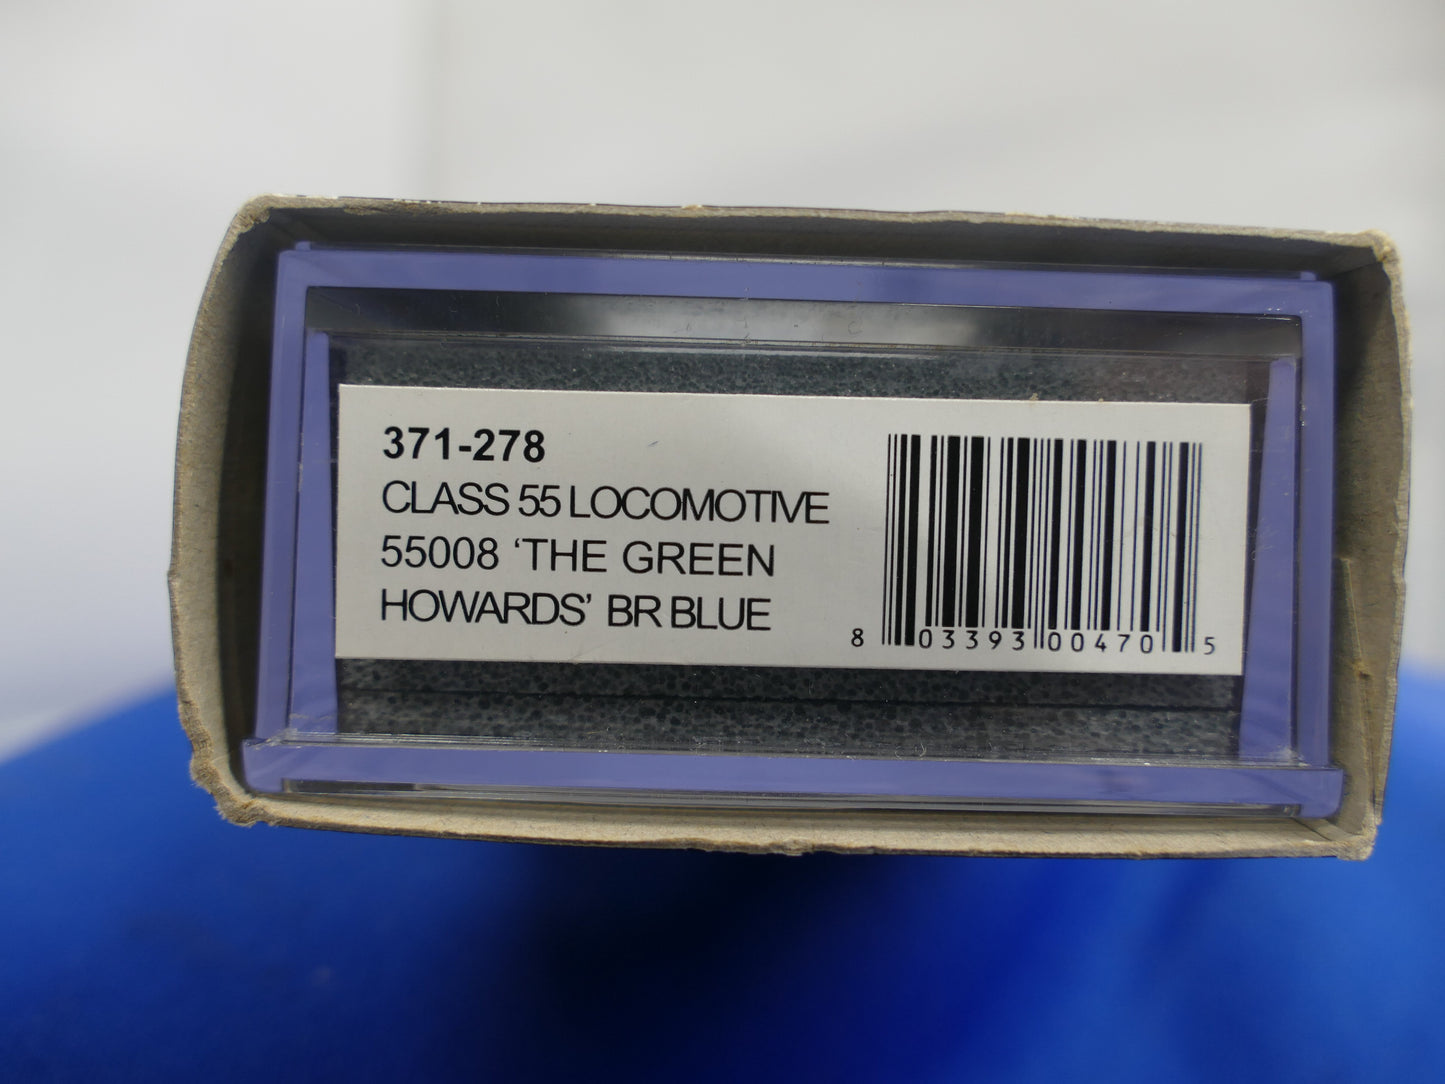 371-278
CLASS 55 LOCOMOTIVE
55008 ‘THE GREEN
HOWARDS’ BR BLUE
8 03393 00470 5